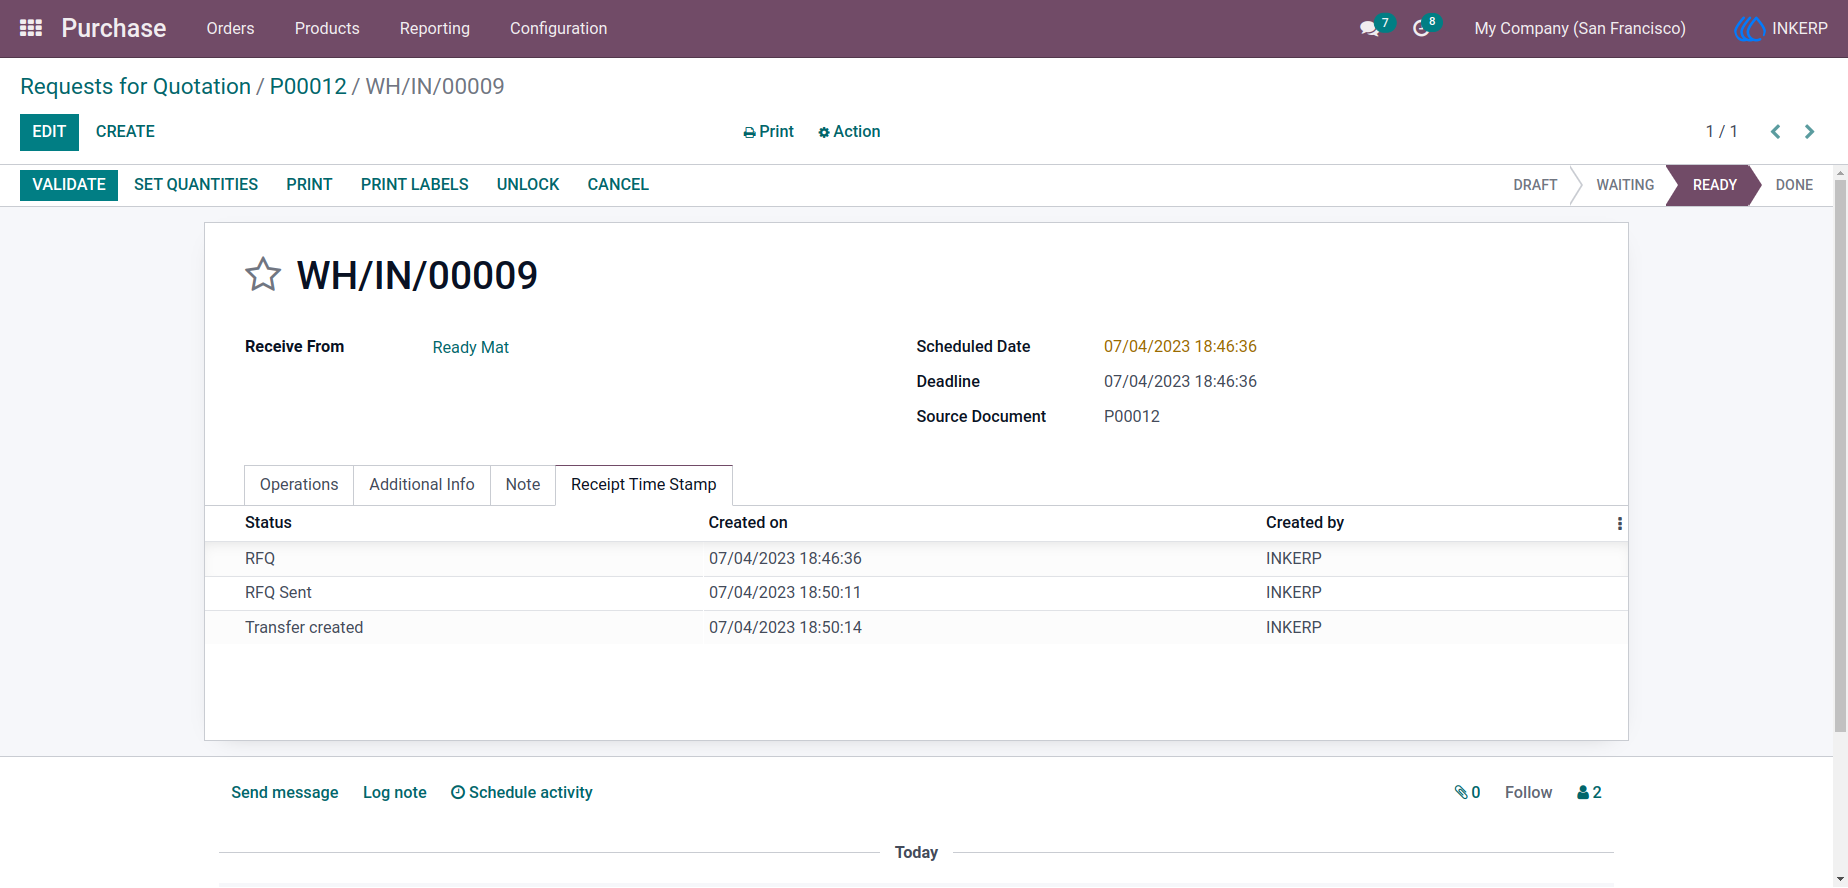 Purchase Orders Products Reporting Configuration 7 8 My Company (San Francisco) INKERP
Requests for Quotation / P00012 / WH/IN/00009
EDIT CREATE Print Action 1 / 1
VALIDATE SET QUANTITIES PRINT PRINT LABELS UNLOCK CANCEL DRAFT WAITING READY DONE
WH/IN/00009
Receive From Ready Mat Scheduled Date 07/04/2023 18:46:36
Deadline 07/04/2023 18:46:36
Source Document P00012
Operations Additional Info Note Receipt Time Stamp
Status Created on Created by
RFQ 07/04/2023 18:46:36 INKERP
RFQ Sent 07/04/2023 18:50:11 INKERP
Transfer created 07/04/2023 18:50:14 INKERP
Send message Log note Schedule activity 0 Follow 2
Today